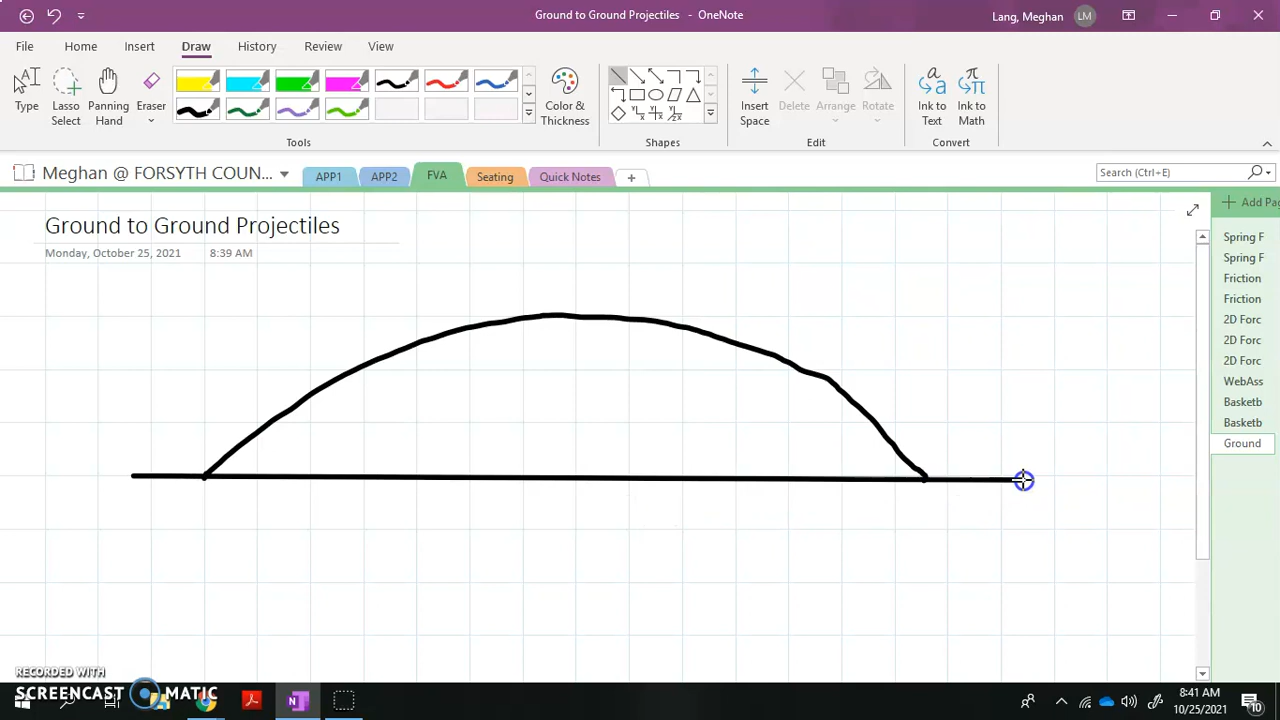 Ground to Ground Projectiles - OneNote
Lang, Meghan LM
File Home Insert Draw History Review View
Type
Lasso Select
Panning Hand
Eraser
Color & Thickness
Insert Space
Delete
Arrange
Rotate
Ink to Text
Ink to Math
Tools
Shapes
Edit
Convert
Meghan @ FORSYTH COUN...
APP1 APP2 FVA Seating Quick Notes
Search (Ctrl+E)
Ground to Ground Projectiles
Monday, October 25, 2021 8:39 AM
Add Pag
Spring F
Spring F
Friction
Friction
2D Forc
2D Forc
2D Forc
WebAss
Basketb
Basketb
Ground
RECORDED WITH
SCREENCAST MATIC
8:41 AM
10/25/2021
10